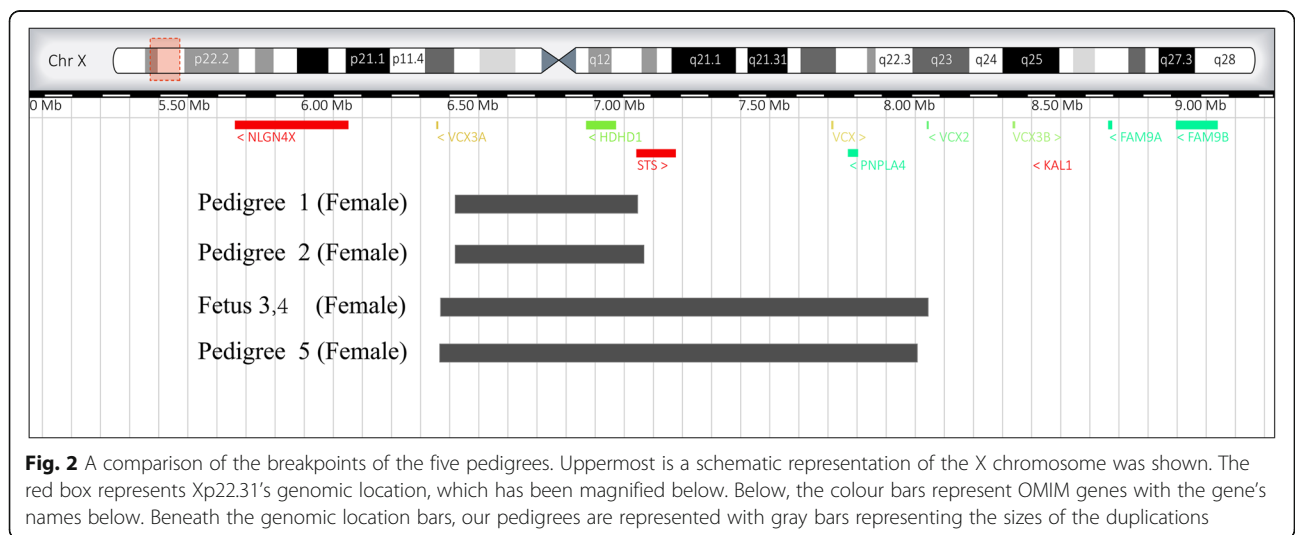 Chr X p22.2 p21.1 p11.4 q12 q21.1 q21.31 q22.3 q23 q24 q25 q27.3 q28
0 Mb 5.50 Mb 6.00 Mb 6.50 Mb 7.00 Mb 7.50 Mb 8.00 Mb 8.50 Mb 9.00 Mb
< NLGN4X < VCX3A < HDHD1 VCX > < VCX2 VCX3B > < FAM9A < FAM9B
STS > < PNPLA4 < KAL1
Pedigree 1 (Female)
Pedigree 2 (Female)
Fetus 3,4 (Female)
Pedigree 5 (Female)
Fig. 2 A comparison of the breakpoints of the five pedigrees. Uppermost is a schematic representation of the X chromosome was shown. The
red box represents Xp22.31's genomic location, which has been magnified below. Below, the colour bars represent OMIM genes with the gene's
names below. Beneath the genomic location bars, our pedigrees are represented with gray bars representing the sizes of the duplications